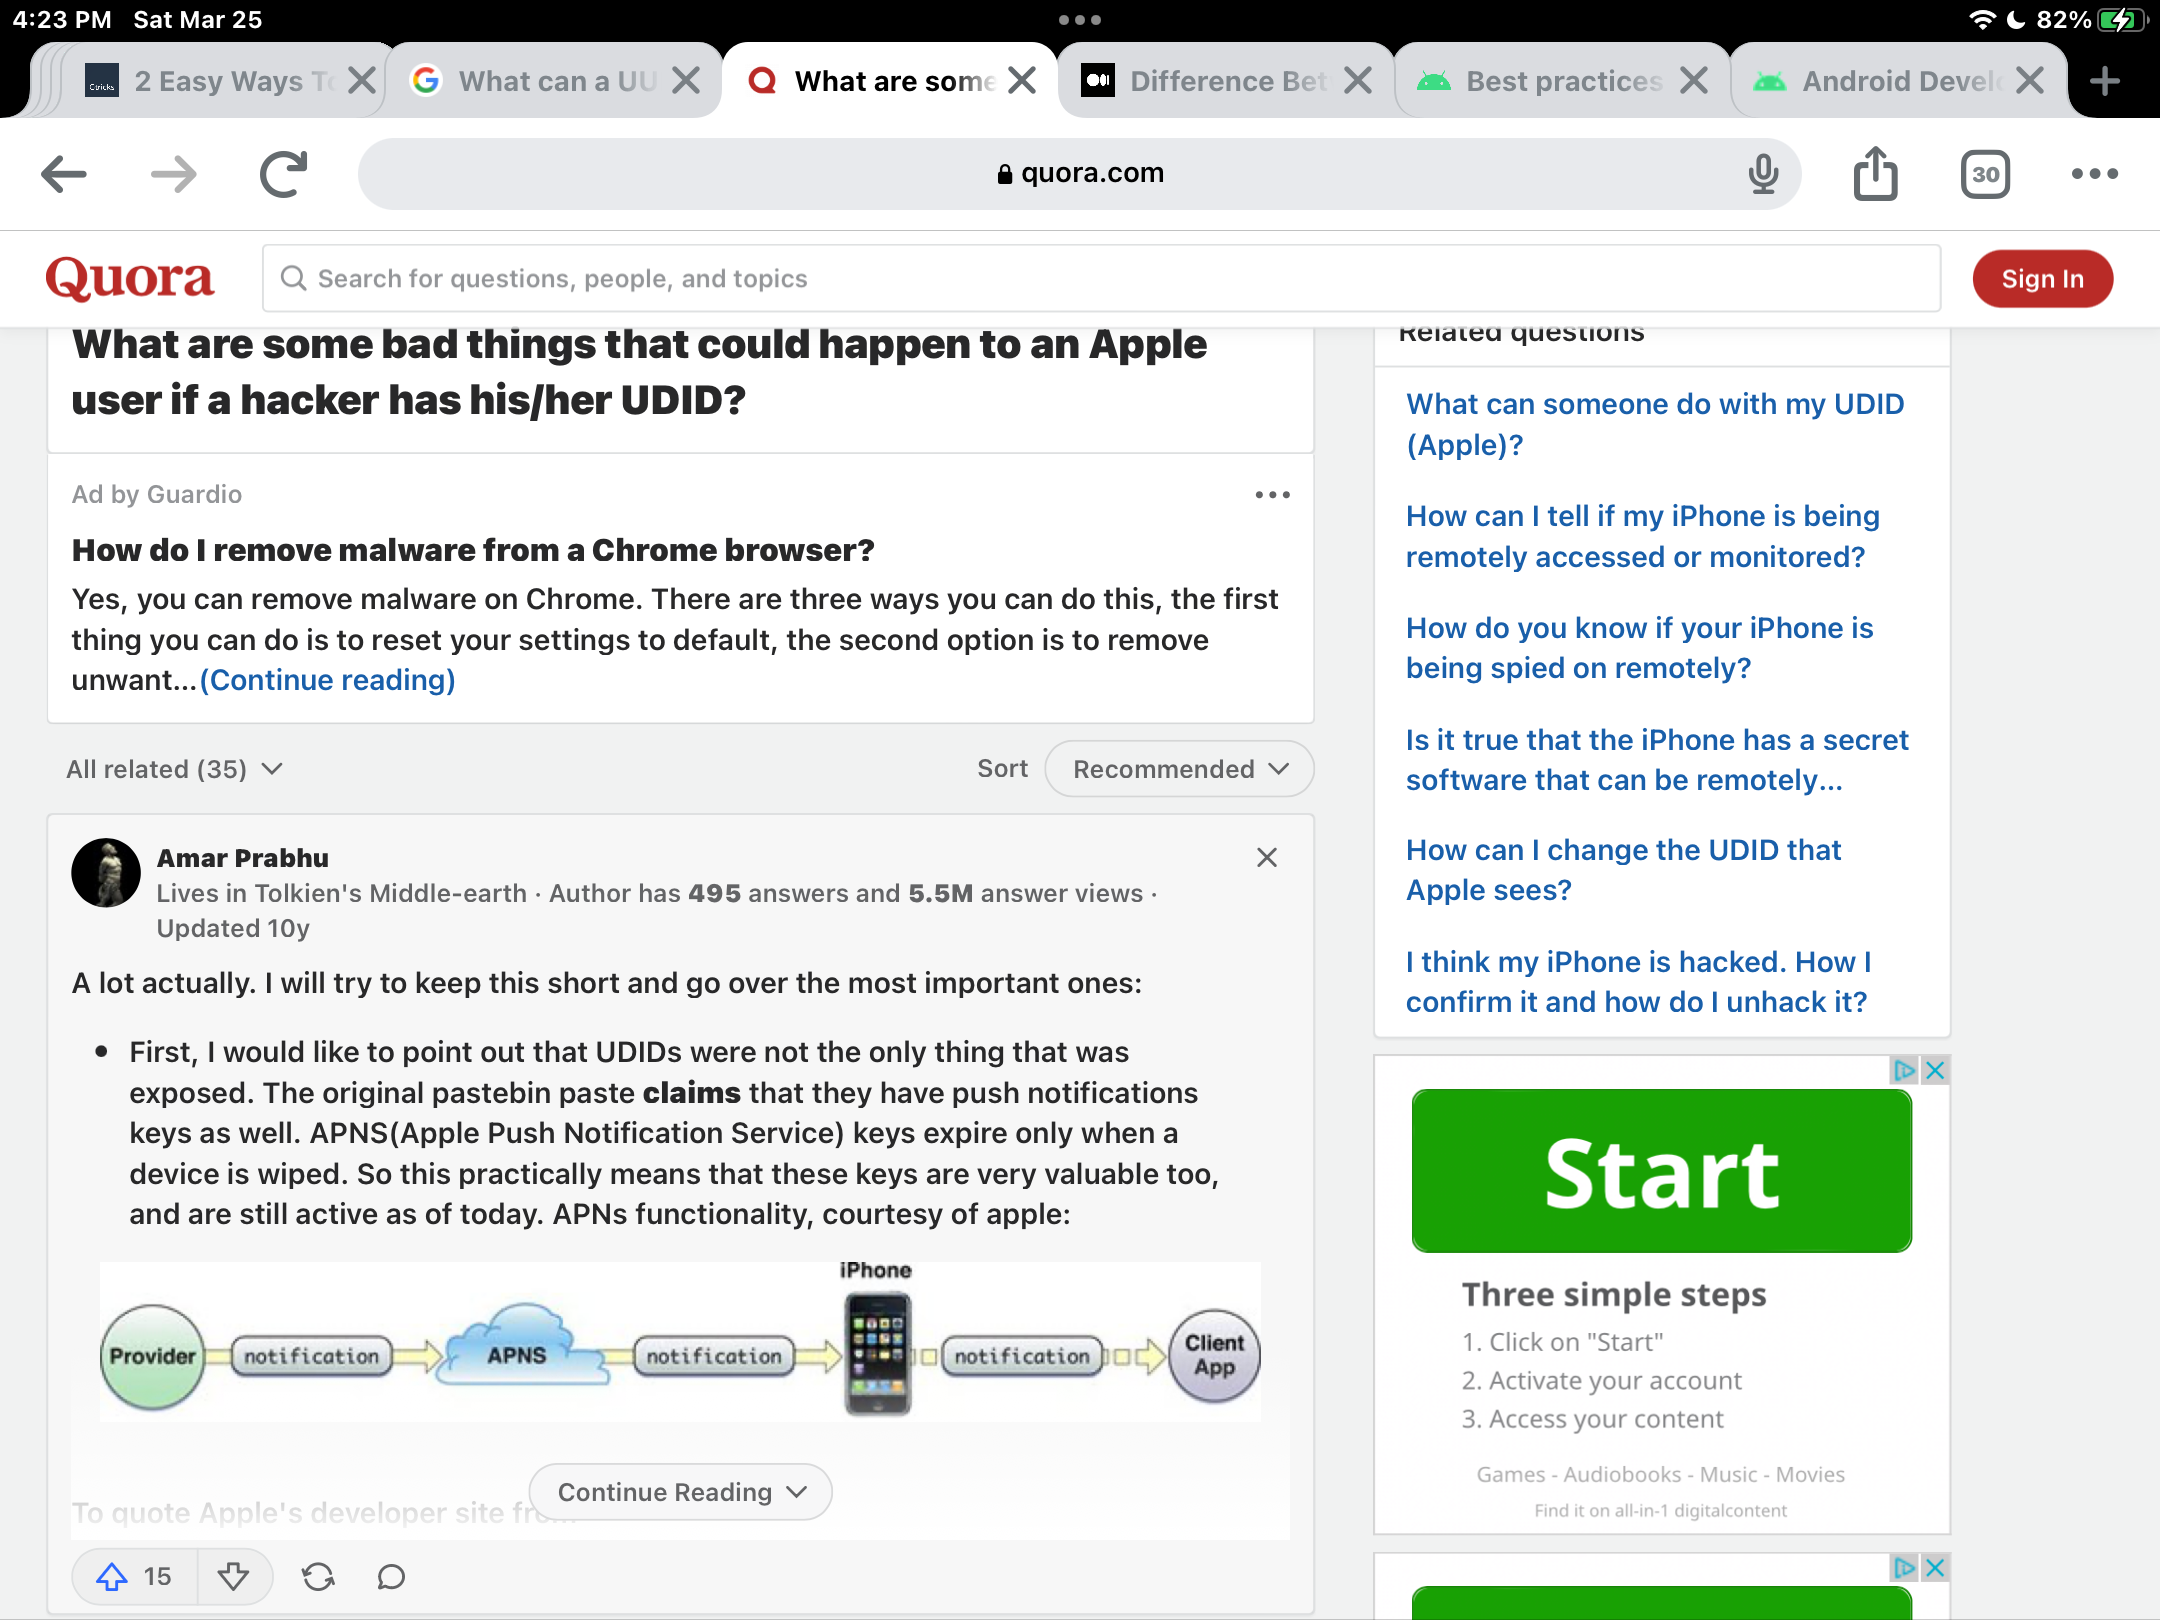 4:23 PM Sat Mar 25
82%
Ctricks 2 Easy Ways To
What can a UU
What are some
Difference Bet
Best practices
Android Develo
quora.com
30
Quora
Search for questions, people, and topics
Sign In
What are some bad things that could happen to an Apple
user if a hacker has his/her UDID?
Ad by Guardio
How do I remove malware from a Chrome browser?
Yes, you can remove malware on Chrome. There are three ways you can do this, the first
thing you can do is to reset your settings to default, the second option is to remove
unwant...(Continue reading)
All related (35)
Sort
Recommended
Amar Prabhu
Lives in Tolkien's Middle-earth · Author has 495 answers and 5.5M answer views ·
Updated 10y
A lot actually. I will try to keep this short and go over the most important ones:
• First, I would like to point out that UDIDs were not the only thing that was
exposed. The original pastebin paste claims that they have push notifications
keys as well. APNS(Apple Push Notification Service) keys expire only when a
device is wiped. So this practically means that these keys are very valuable too,
and are still active as of today. APNs functionality, courtesy of apple:
iPhone
Provider
notification
APNS
notification
notification
Client
App
Continue Reading
To quote Apple's developer site
15
Related questions
What can someone do with my UDID
(Apple)?
How can I tell if my iPhone is being
remotely accessed or monitored?
How do you know if your iPhone is
being spied on remotely?
Is it true that the iPhone has a secret
software that can be remotely...
How can I change the UDID that
Apple sees?
I think my iPhone is hacked. How I
confirm it and how do I unhack it?
Start
Three simple steps
1. Click on "Start"
2. Activate your account
3. Access your content
Games - Audiobooks - Music - Movies
Find it on all-in-1 digitalcontent